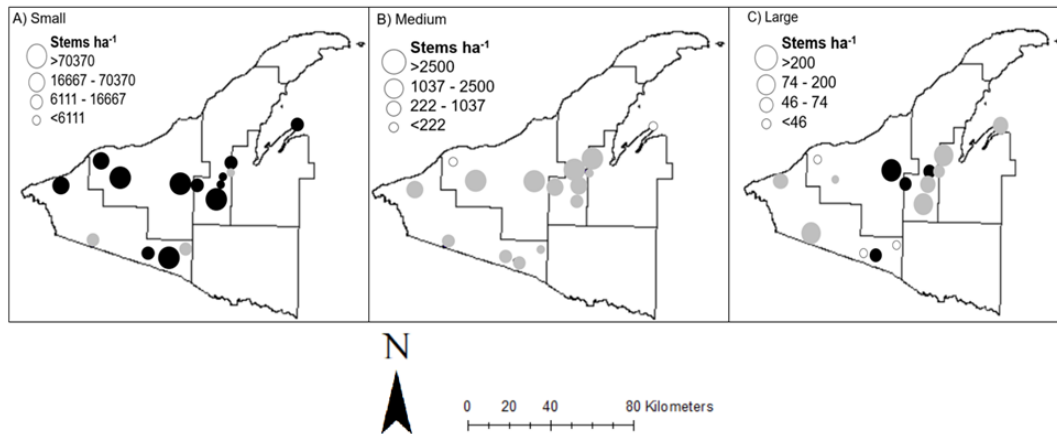 A) Small
Stems ha-1
>70370
16667 - 70370
6111 - 16667
<6111
B) Medium
Stems ha-1
>2500
1037 - 2500
222 - 1037
<222
C) Large
Stems ha-1
>200
74 - 200
46 - 74
<46
N
0 20 40 80 Kilometers